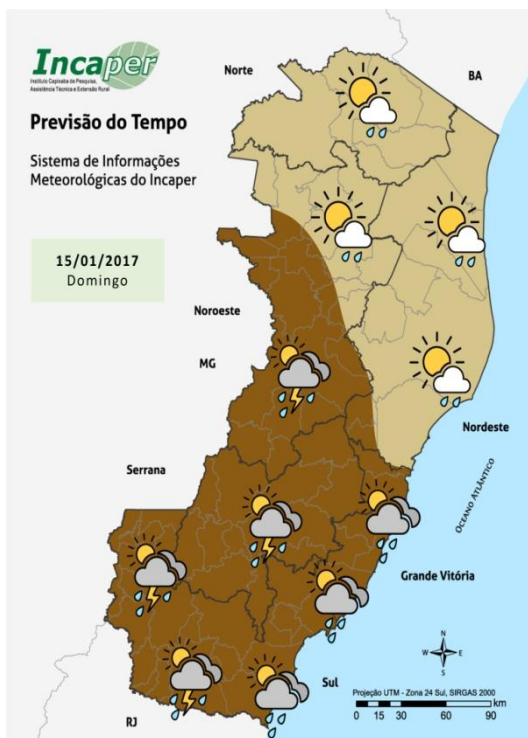 Incaper
Instituto Capixaba de Pesquisa,
Assistência Técnica e Extensão Rural
Norte
BA
Previsão do Tempo
Sistema de Informações
Meteorológicas do Incaper
15/01/2017
Domingo
Noroeste
MG
Nordeste
Serrana
OCEANO ATLÂNTICO
Grande Vitória
Sul
RJ
N
W E
S
Projeção UTM - Zona 24 Sul, SIRGAS 2000
km
0 15 30 60 90